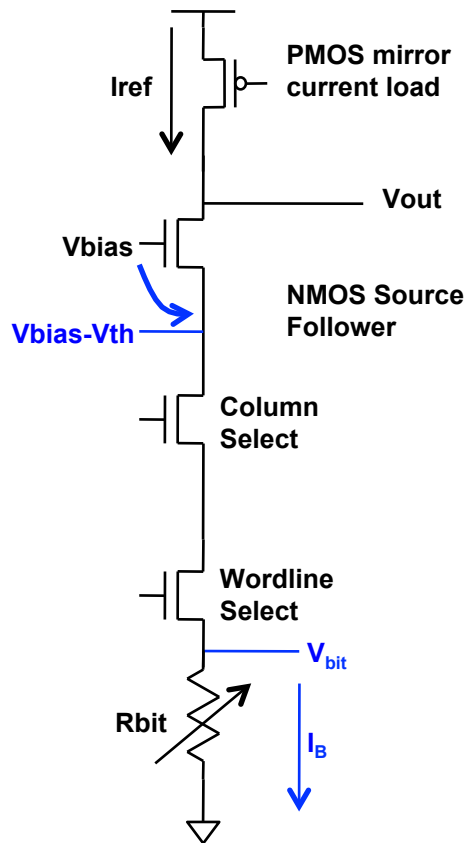 PMOS mirror
current load
Iref
Vout
Vbias
NMOS Source
Follower
Vbias-Vth
Column
Select
Wordline
Select
Vbit
Rbit
IB